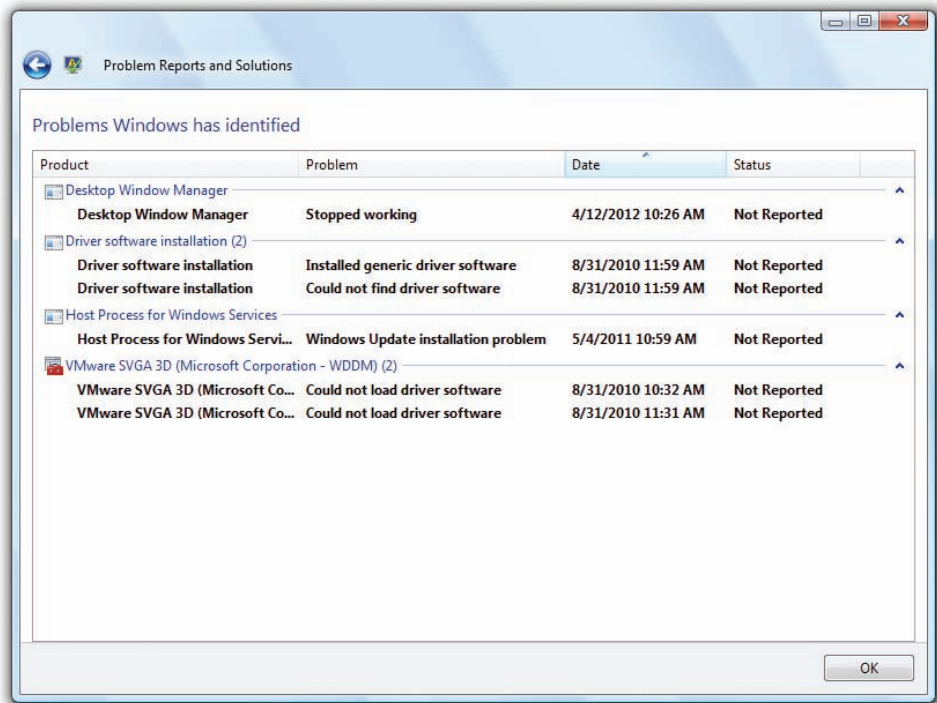 Problem Reports and Solutions
Problems Windows has identified
Product Problem Date Status
Desktop Window Manager
Desktop Window Manager Stopped working 4/12/2012 10:26 AM Not Reported
Driver software installation (2)
Driver software installation Installed generic driver software 8/31/2010 11:59 AM Not Reported
Driver software installation Could not find driver software 8/31/2010 11:59 AM Not Reported
Host Process for Windows Services
Host Process for Windows Servi... Windows Update installation problem 5/4/2011 10:59 AM Not Reported
VMware SVGA 3D (Microsoft Corporation - WDDM) (2)
VMware SVGA 3D (Microsoft Co... Could not load driver software 8/31/2010 10:32 AM Not Reported
VMware SVGA 3D (Microsoft Co... Could not load driver software 8/31/2010 11:31 AM Not Reported
OK